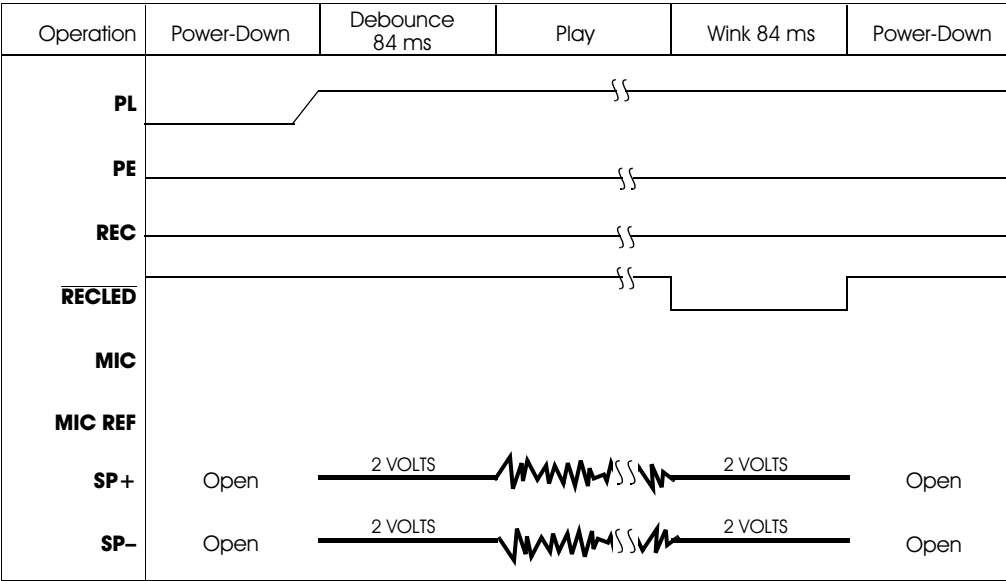 Operation Power-Down Debounce 84 ms Play Wink 84 ms Power-Down
PL
PE
REC
RECLED
MIC
MIC REF
2 VOLTS 2 VOLTS
SP+ Open Open
2 VOLTS 2 VOLTS
SP– Open Open